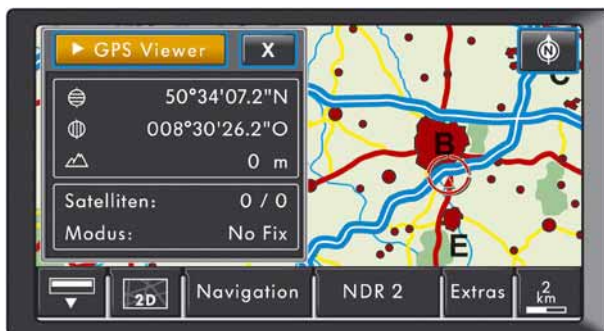 GPS Viewer X
50°34'07.2"N
008°30'26.2"O
0 m
Satelliten: 0 / 0
Modus: No Fix
C
B
E
2D Navigation NDR 2 Extras 2 km